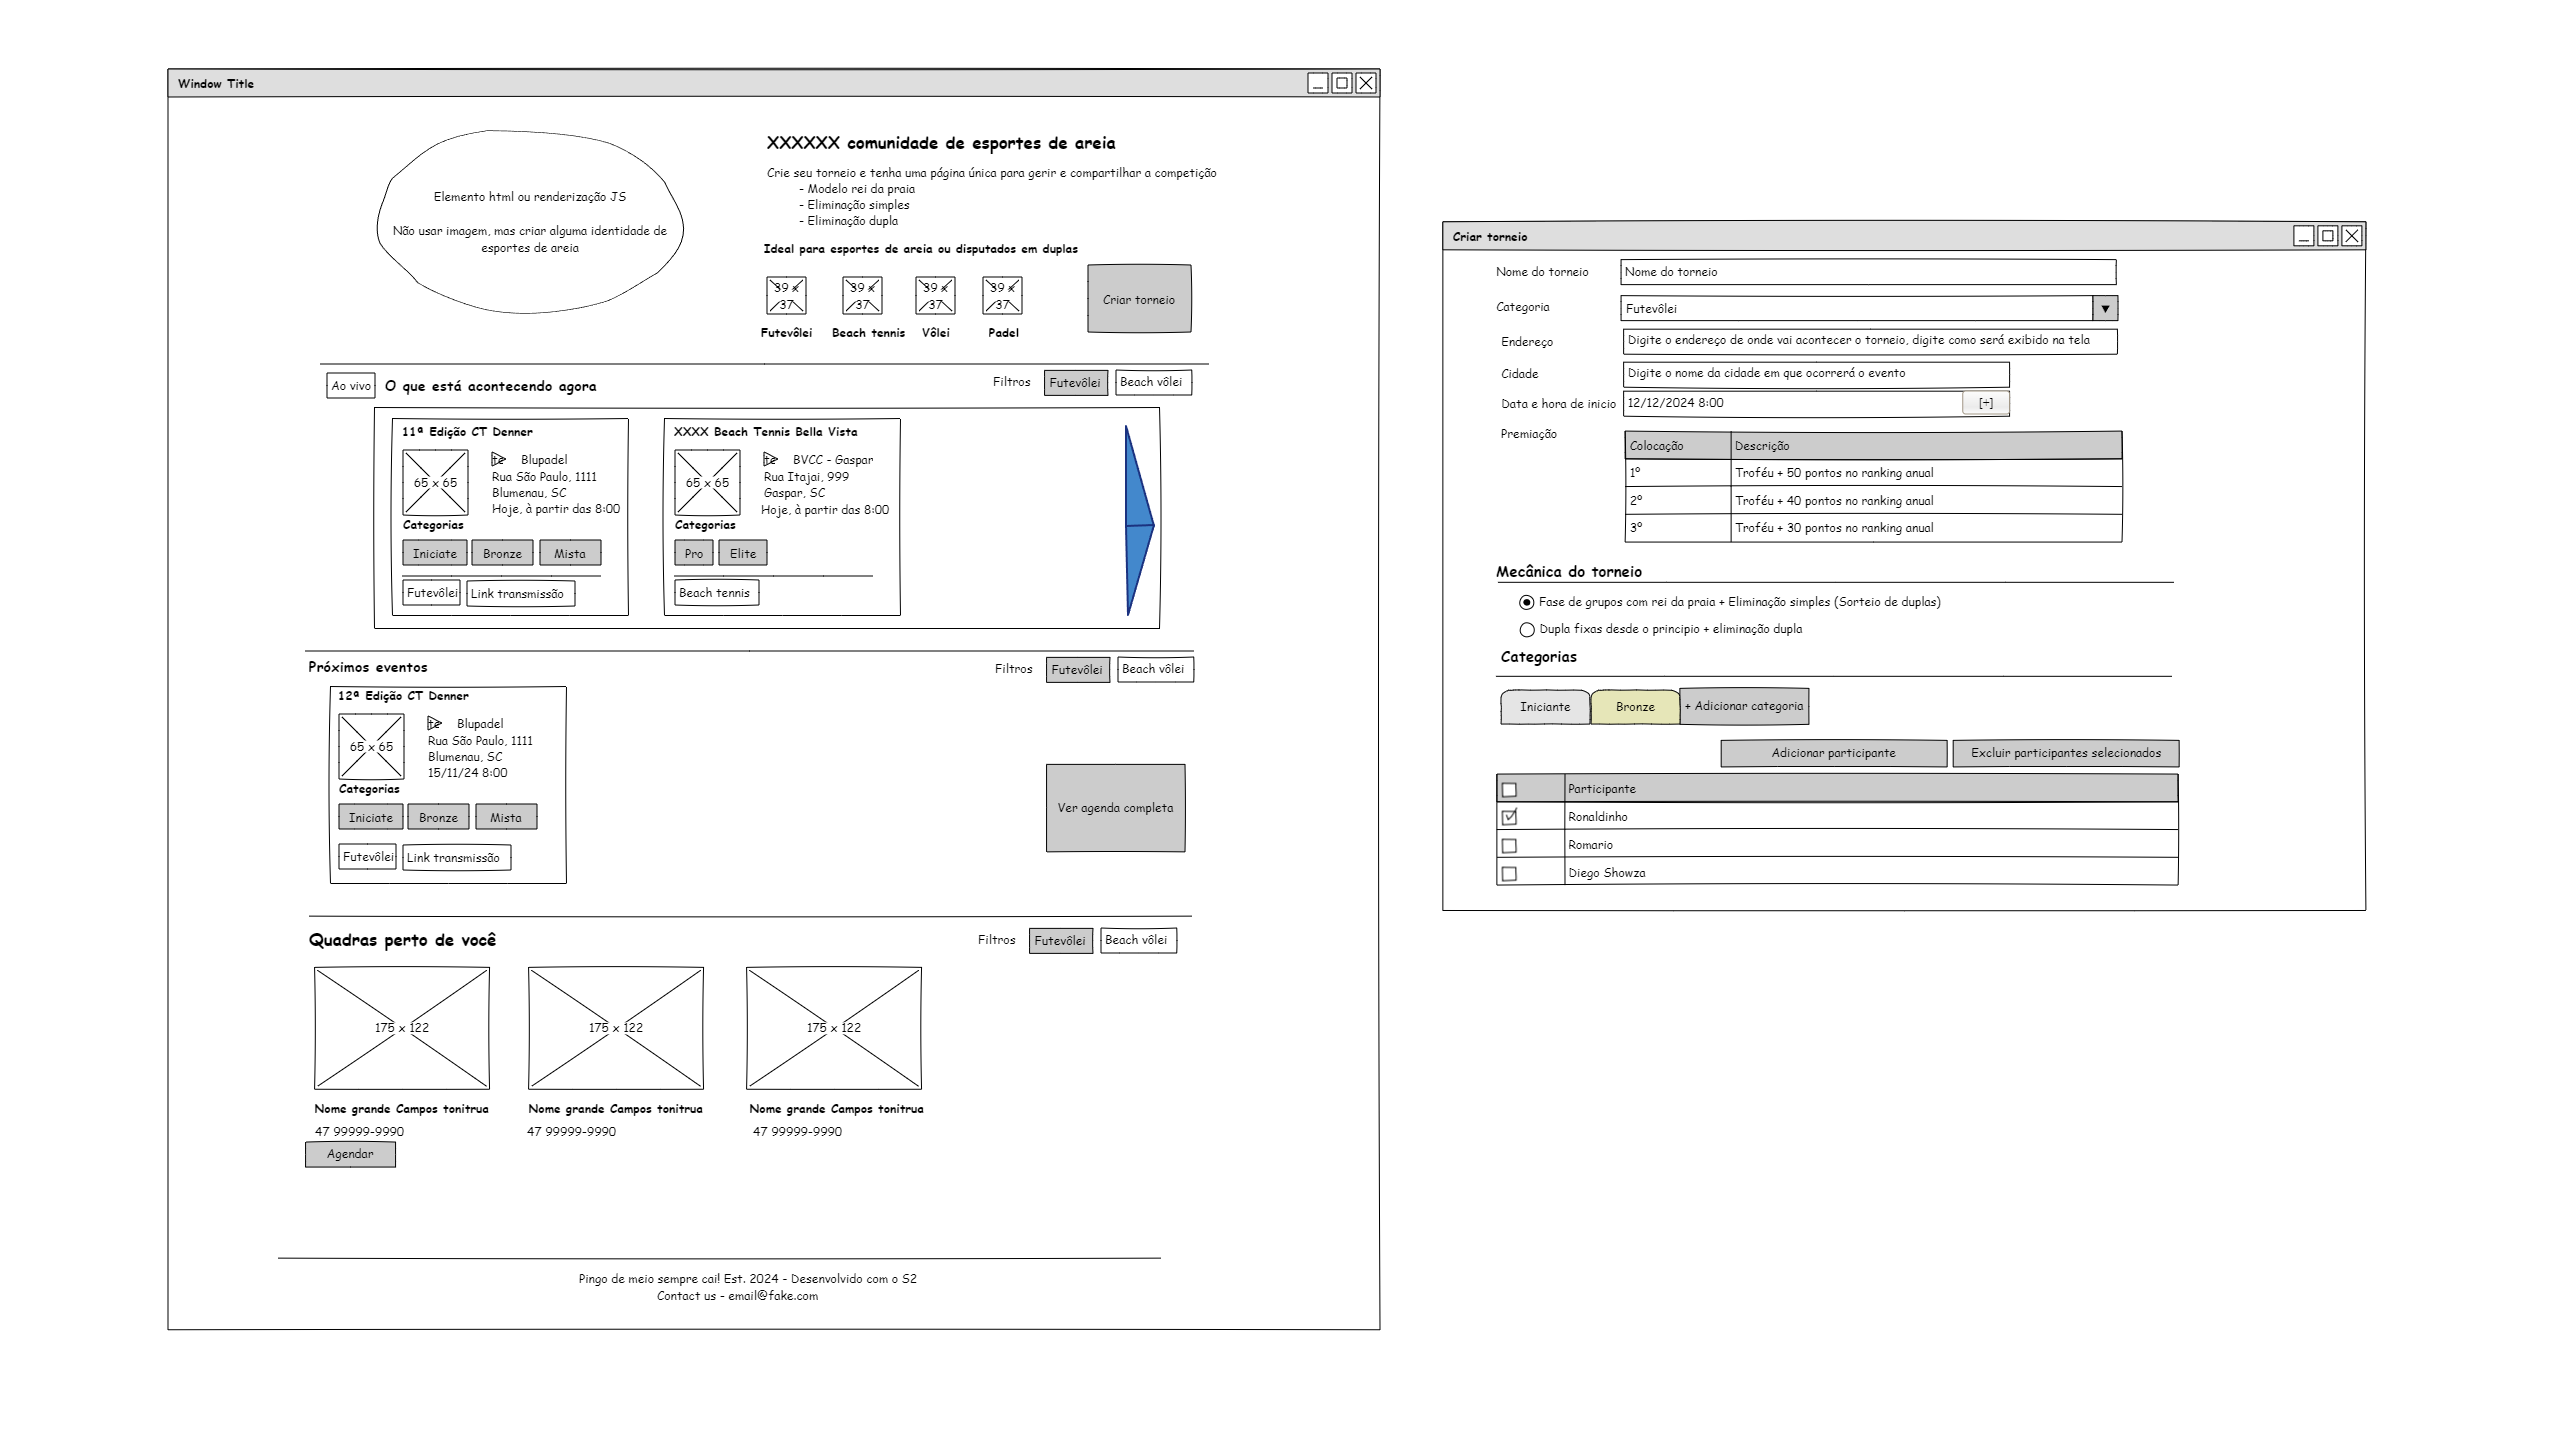 Window Title
Elemento html ou renderização JS
Não usar imagem, mas criar alguma identidade de
esportes de areia
XXXXXX comunidade de esportes de areia
Crie seu torneio e tenha uma página única para gerir e compartilhar a competição
- Modelo rei da praia
- Eliminação simples
- Eliminação dupla
Ideal para esportes de areia ou disputados em duplas
39 x 37
39 x 37
39 x 37
39 x 37
Futevôlei
Beach tennis
Vôlei
Padel
Criar torneio
Ao vivo
O que está acontecendo agora
Filtros
Futevôlei
Beach vôlei
11ª Edição CT Denner
65 x 65
te
Blupadel
Rua São Paulo, 1111
Blumenau, SC
Hoje, à partir das 8:00
Categorias
Iniciate
Bronze
Mista
Futevôlei
Link transmissão
XXXX Beach Tennis Bella Vista
65 x 65
te
BVCC - Gaspar
Rua Itajai, 999
Gaspar, SC
Hoje, à partir das 8:00
Categorias
Pro
Elite
Beach tennis
Próximos eventos
Filtros
Futevôlei
Beach vôlei
12ª Edição CT Denner
65 x 65
te
Blupadel
Rua São Paulo, 1111
Blumenau, SC
15/11/24 8:00
Categorias
Iniciate
Bronze
Mista
Futevôlei
Link transmissão
Ver agenda completa
Quadras perto de você
Filtros
Futevôlei
Beach vôlei
175 x 122
175 x 122
175 x 122
Nome grande Campos tonitrua
Nome grande Campos tonitrua
Nome grande Campos tonitrua
47 99999-9990
47 99999-9990
47 99999-9990
Agendar
Pingo de meio sempre cai! Est. 2024 - Desenvolvido com o S2
Contact us - email@fake.com
Criar torneio
Nome do torneio
Nome do torneio
Categoria
Futevôlei
Endereço
Digite o endereço de onde vai acontecer o torneio, digite como será exibido na tela
Cidade
Digite o nome da cidade em que ocorrerá o evento
Data e hora de inicio
12/12/2024 8:00
[+]
Premiação
Colocação
Descrição
1º
Troféu + 50 pontos no ranking anual
2º
Troféu + 40 pontos no ranking anual
3º
Troféu + 30 pontos no ranking anual
Mecânica do torneio
Fase de grupos com rei da praia + Eliminação simples (Sorteio de duplas)
Dupla fixas desde o principio + eliminação dupla
Categorias
Iniciante
Bronze
+ Adicionar categoria
Adicionar participante
Excluir participantes selecionados
Participante
Ronaldinho
Romario
Diego Showza